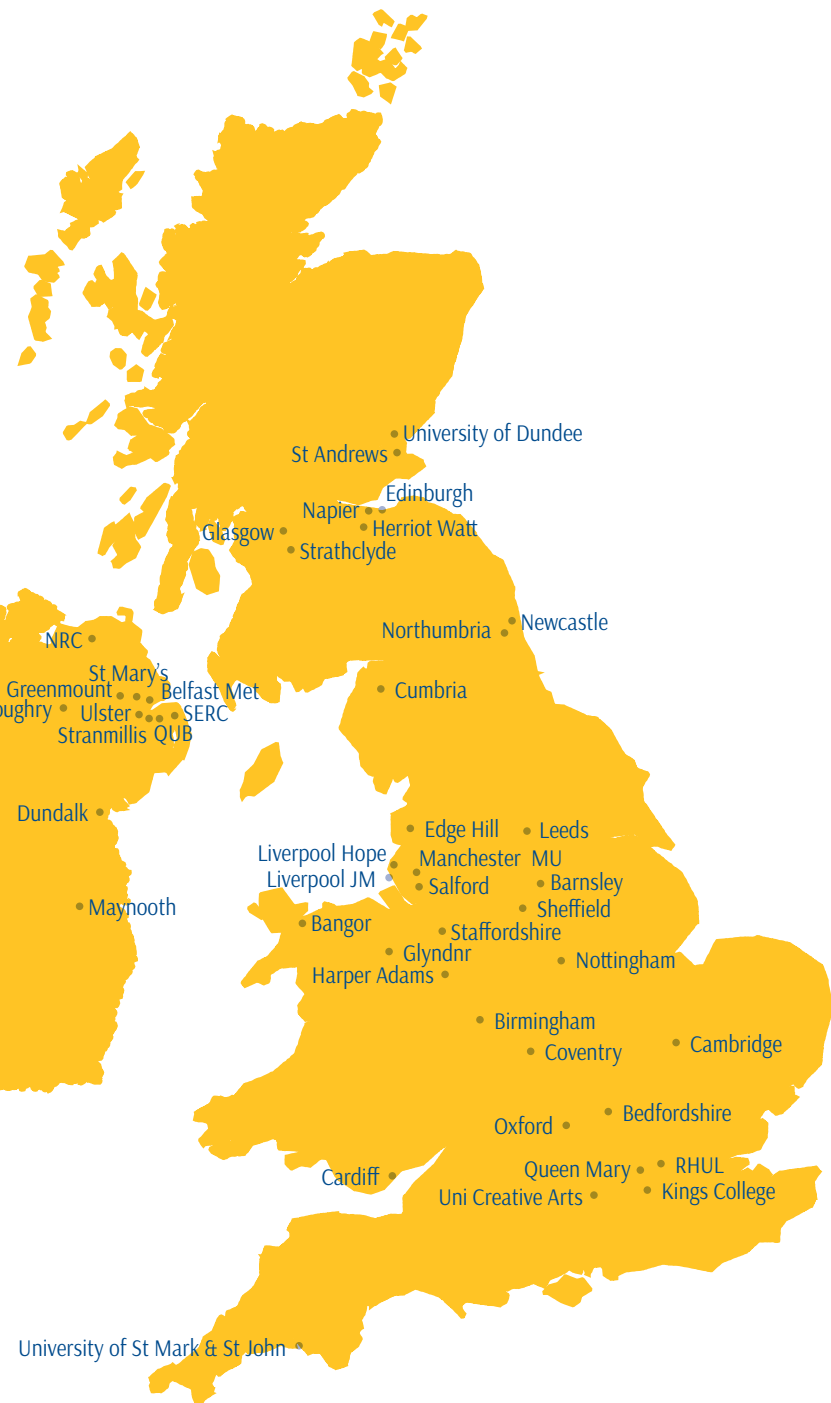 University of Dundee
St Andrews
Edinburgh
Napier
Herriot Watt
Glasgow
Strathclyde
Newcastle
Northumbria
NRC
St Mary's
Greenmount
Belfast Met
Cumbria
oughry
Ulster
SERC
Stranmillis
QUB
Dundalk
Edge Hill
Leeds
Liverpool Hope
Manchester MU
Liverpool JM
Salford
Barnsley
Maynooth
Sheffield
Bangor
Staffordshire
Glyndnr
Nottingham
Harper Adams
Birmingham
Cambridge
Coventry
Bedfordshire
Oxford
RHUL
Queen Mary
Kings College
Cardiff
Uni Creative Arts
University of St Mark & St John